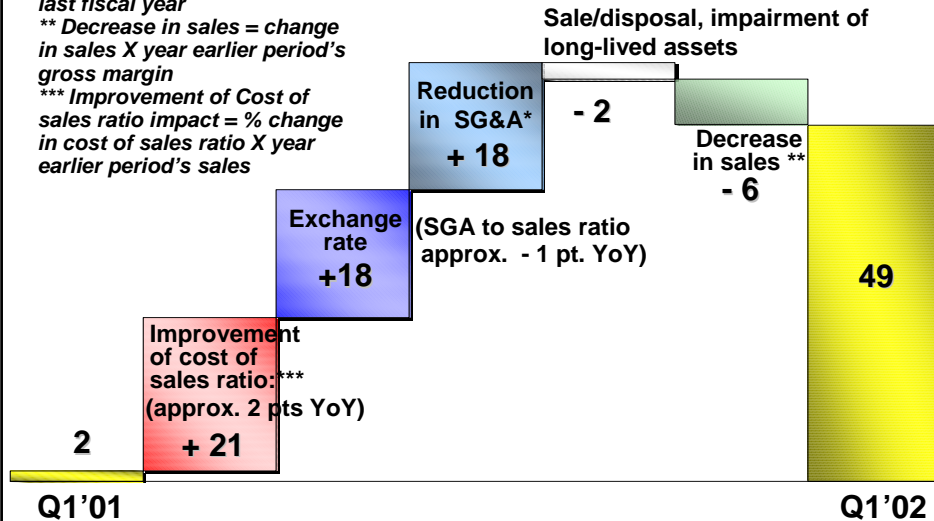 last fiscal year
** Decrease in sales = change
in sales X year earlier period's
gross margin
*** Improvement of Cost of
sales ratio impact = % change
in cost of sales ratio X year
earlier period's sales
Sale/disposal, impairment of
long-lived assets
Reduction
in SG&A*
+ 18
- 2
Decrease
in sales **
- 6
Exchange
rate
+18
(SGA to sales ratio
approx. - 1 pt. YoY)
49
Improvement
of cost of
sales ratio:***
(approx. 2 pts YoY)
+ 21
2
Q1’01
Q1’02